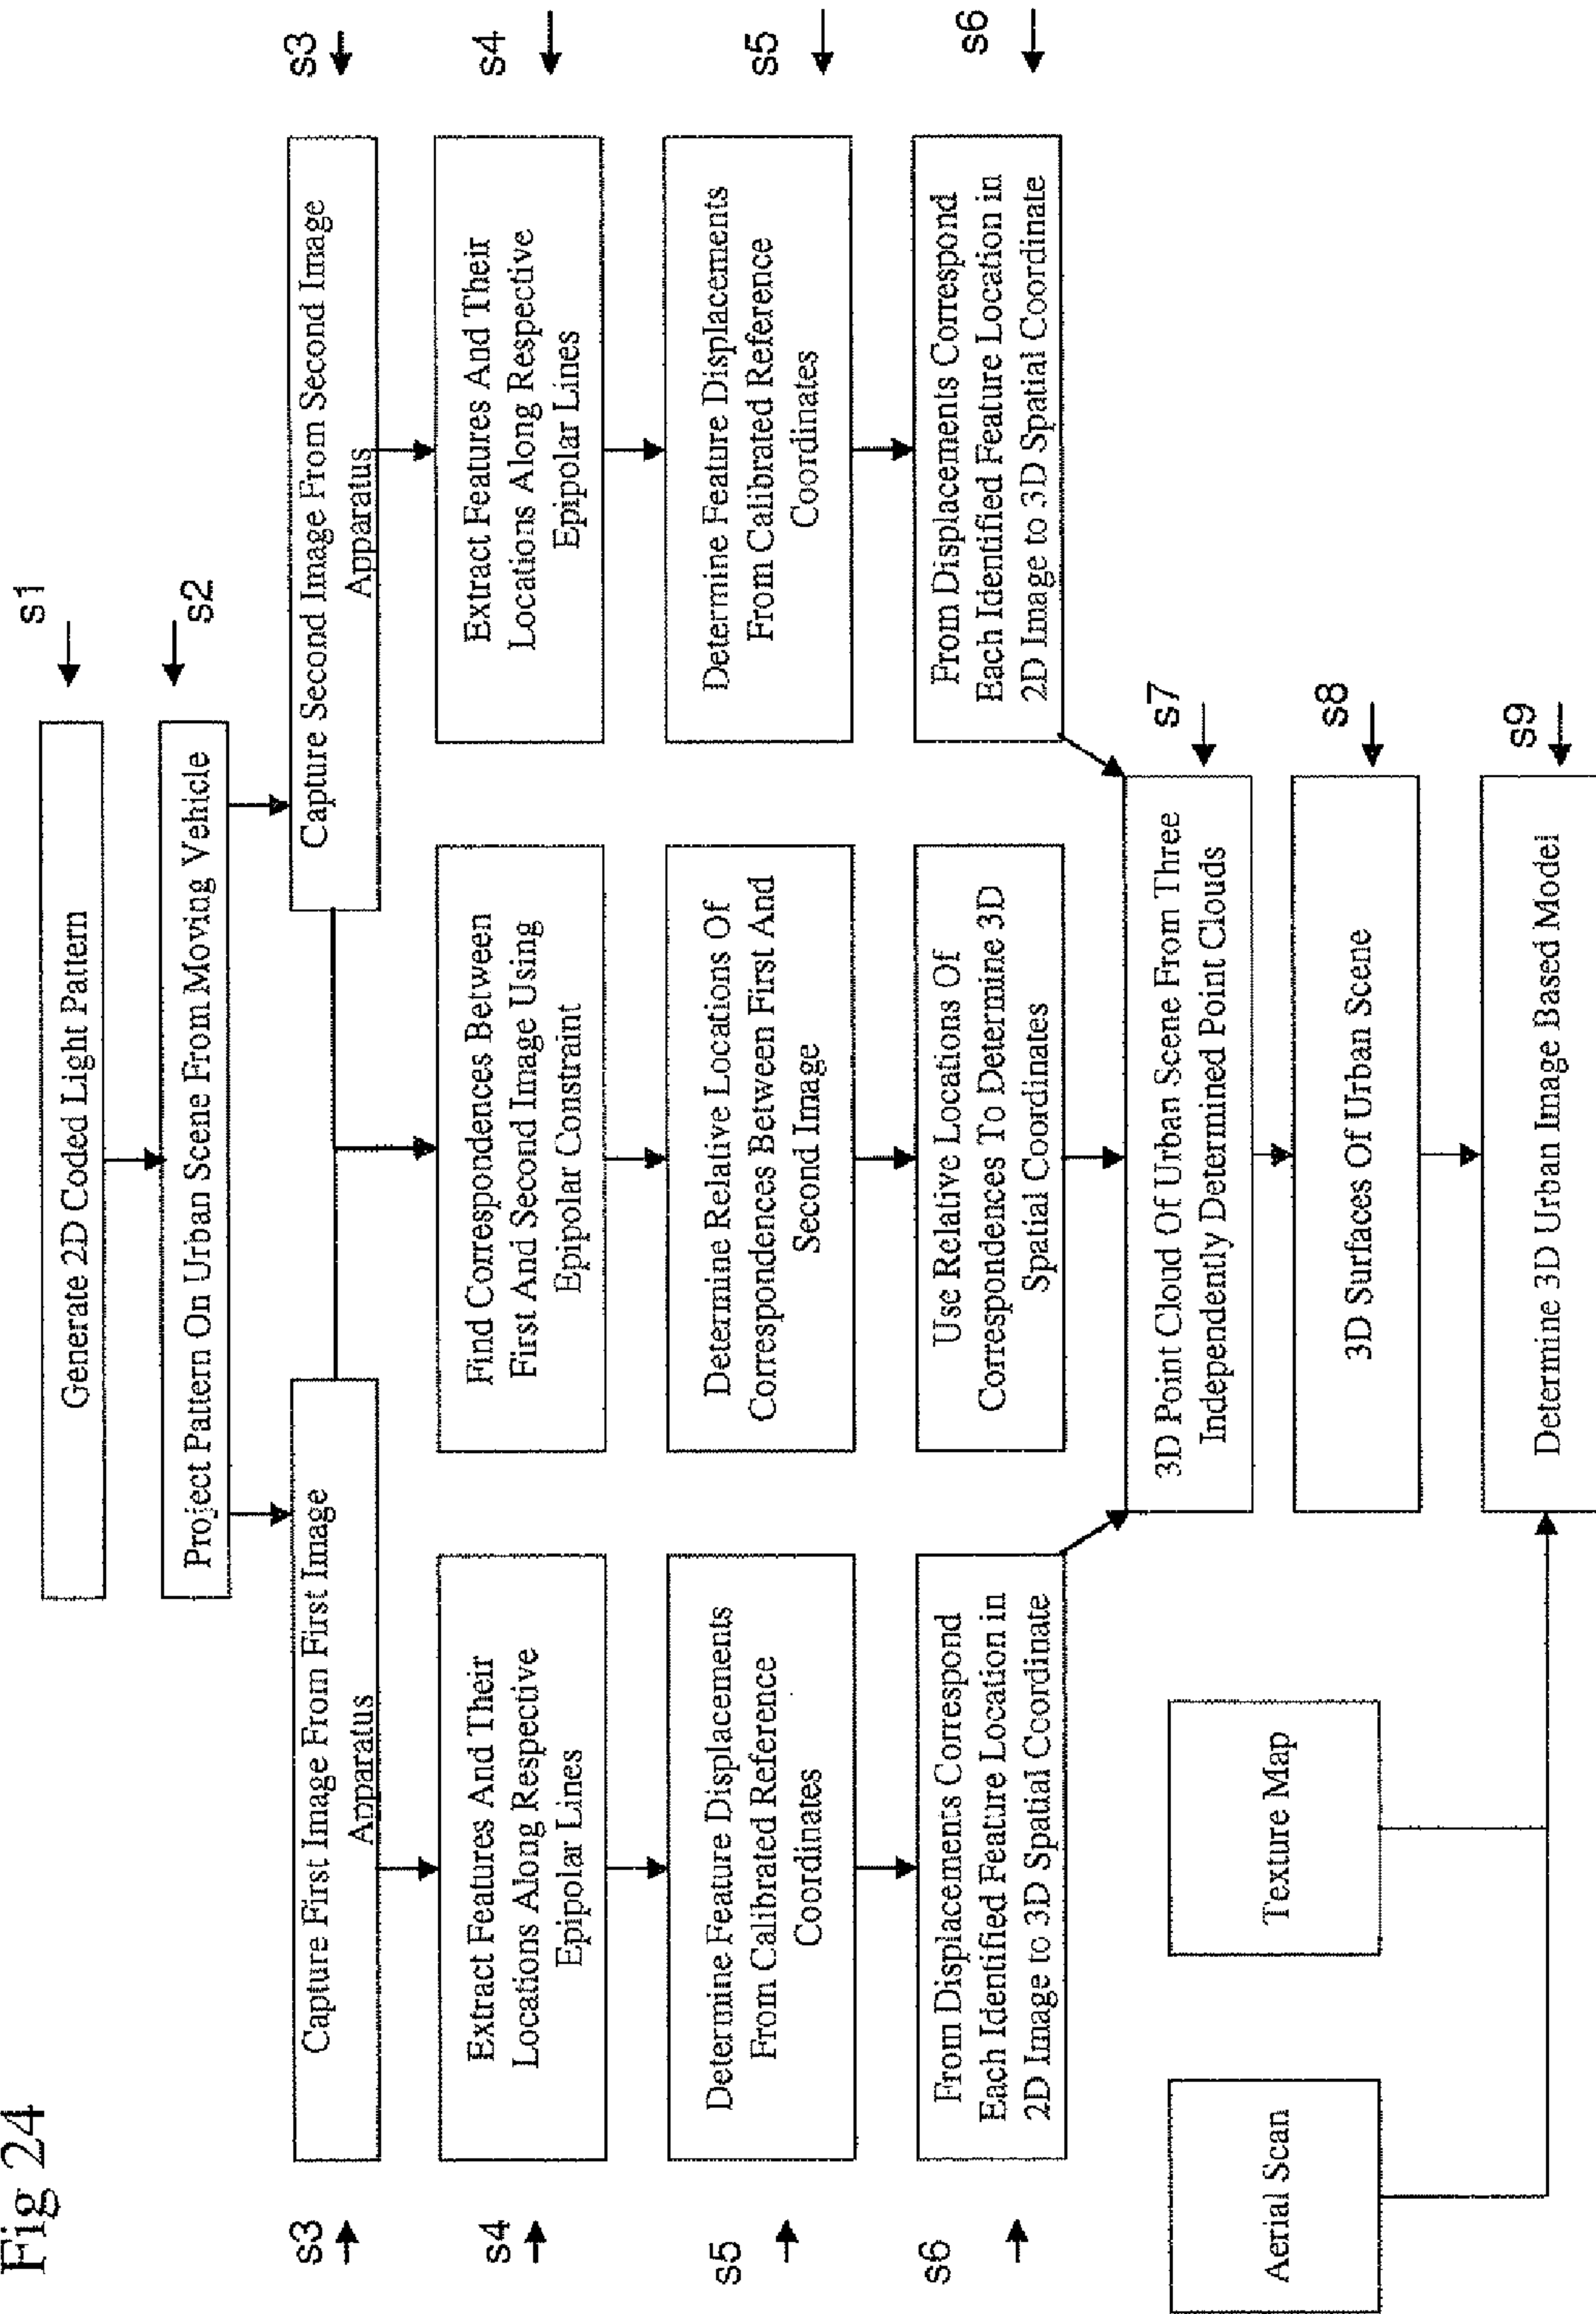 Fig 24
Generate 2D Coded Light Pattern
s1
Project Pattern On Urban Scene From Moving Vehicle
s2
s3
Capture First Image From First Image
Apparatus
Capture Second Image From Second Image
Apparatus
s3
s4
Extract Features And Their
Locations Along Respective
Epipolar Lines
Find Correspondences Between
First And Second Image Using
Epipolar Constraint
Extract Features And Their
Locations Along Respective
Epipolar Lines
s4
s5
Determine Feature Displacements
From Calibrated Reference
Coordinates
Determine Relative Locations Of
Correspondences Between First And
Second Image
Determine Feature Displacements
From Calibrated Reference
Coordinates
s5
s6
From Displacements Correspond
Each Identified Feature Location in
2D Image to 3D Spatial Coordinate
Use Relative Locations Of
Correspondences To Determine 3D
Spatial Coordinates
From Displacements Correspond
Each Identified Feature Location in
2D Image to 3D Spatial Coordinate
s6
3D Point Cloud Of Urban Scene From Three
Independently Determined Point Clouds
s7
Aerial Scan
Texture Map
3D Surfaces Of Urban Scene
s8
Determine 3D Urban Image Based Model
s9